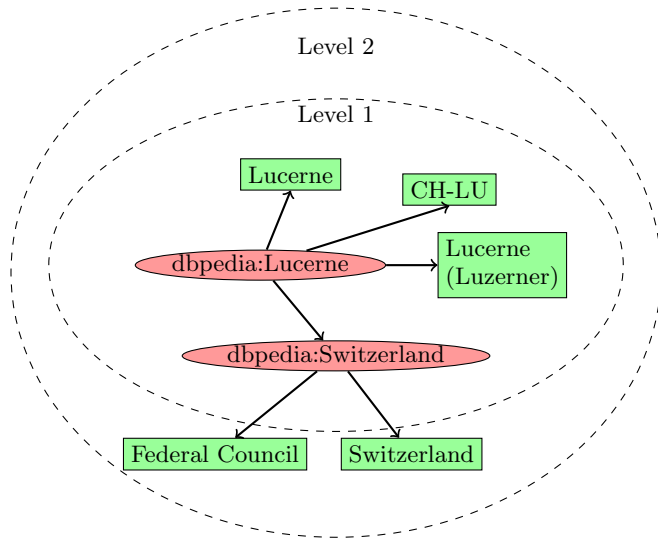 Level 2
Level 1
Lucerne
CH-LU
dbpedia:Lucerne
Lucerne
(Luzerner)
dbpedia:Switzerland
Federal Council
Switzerland